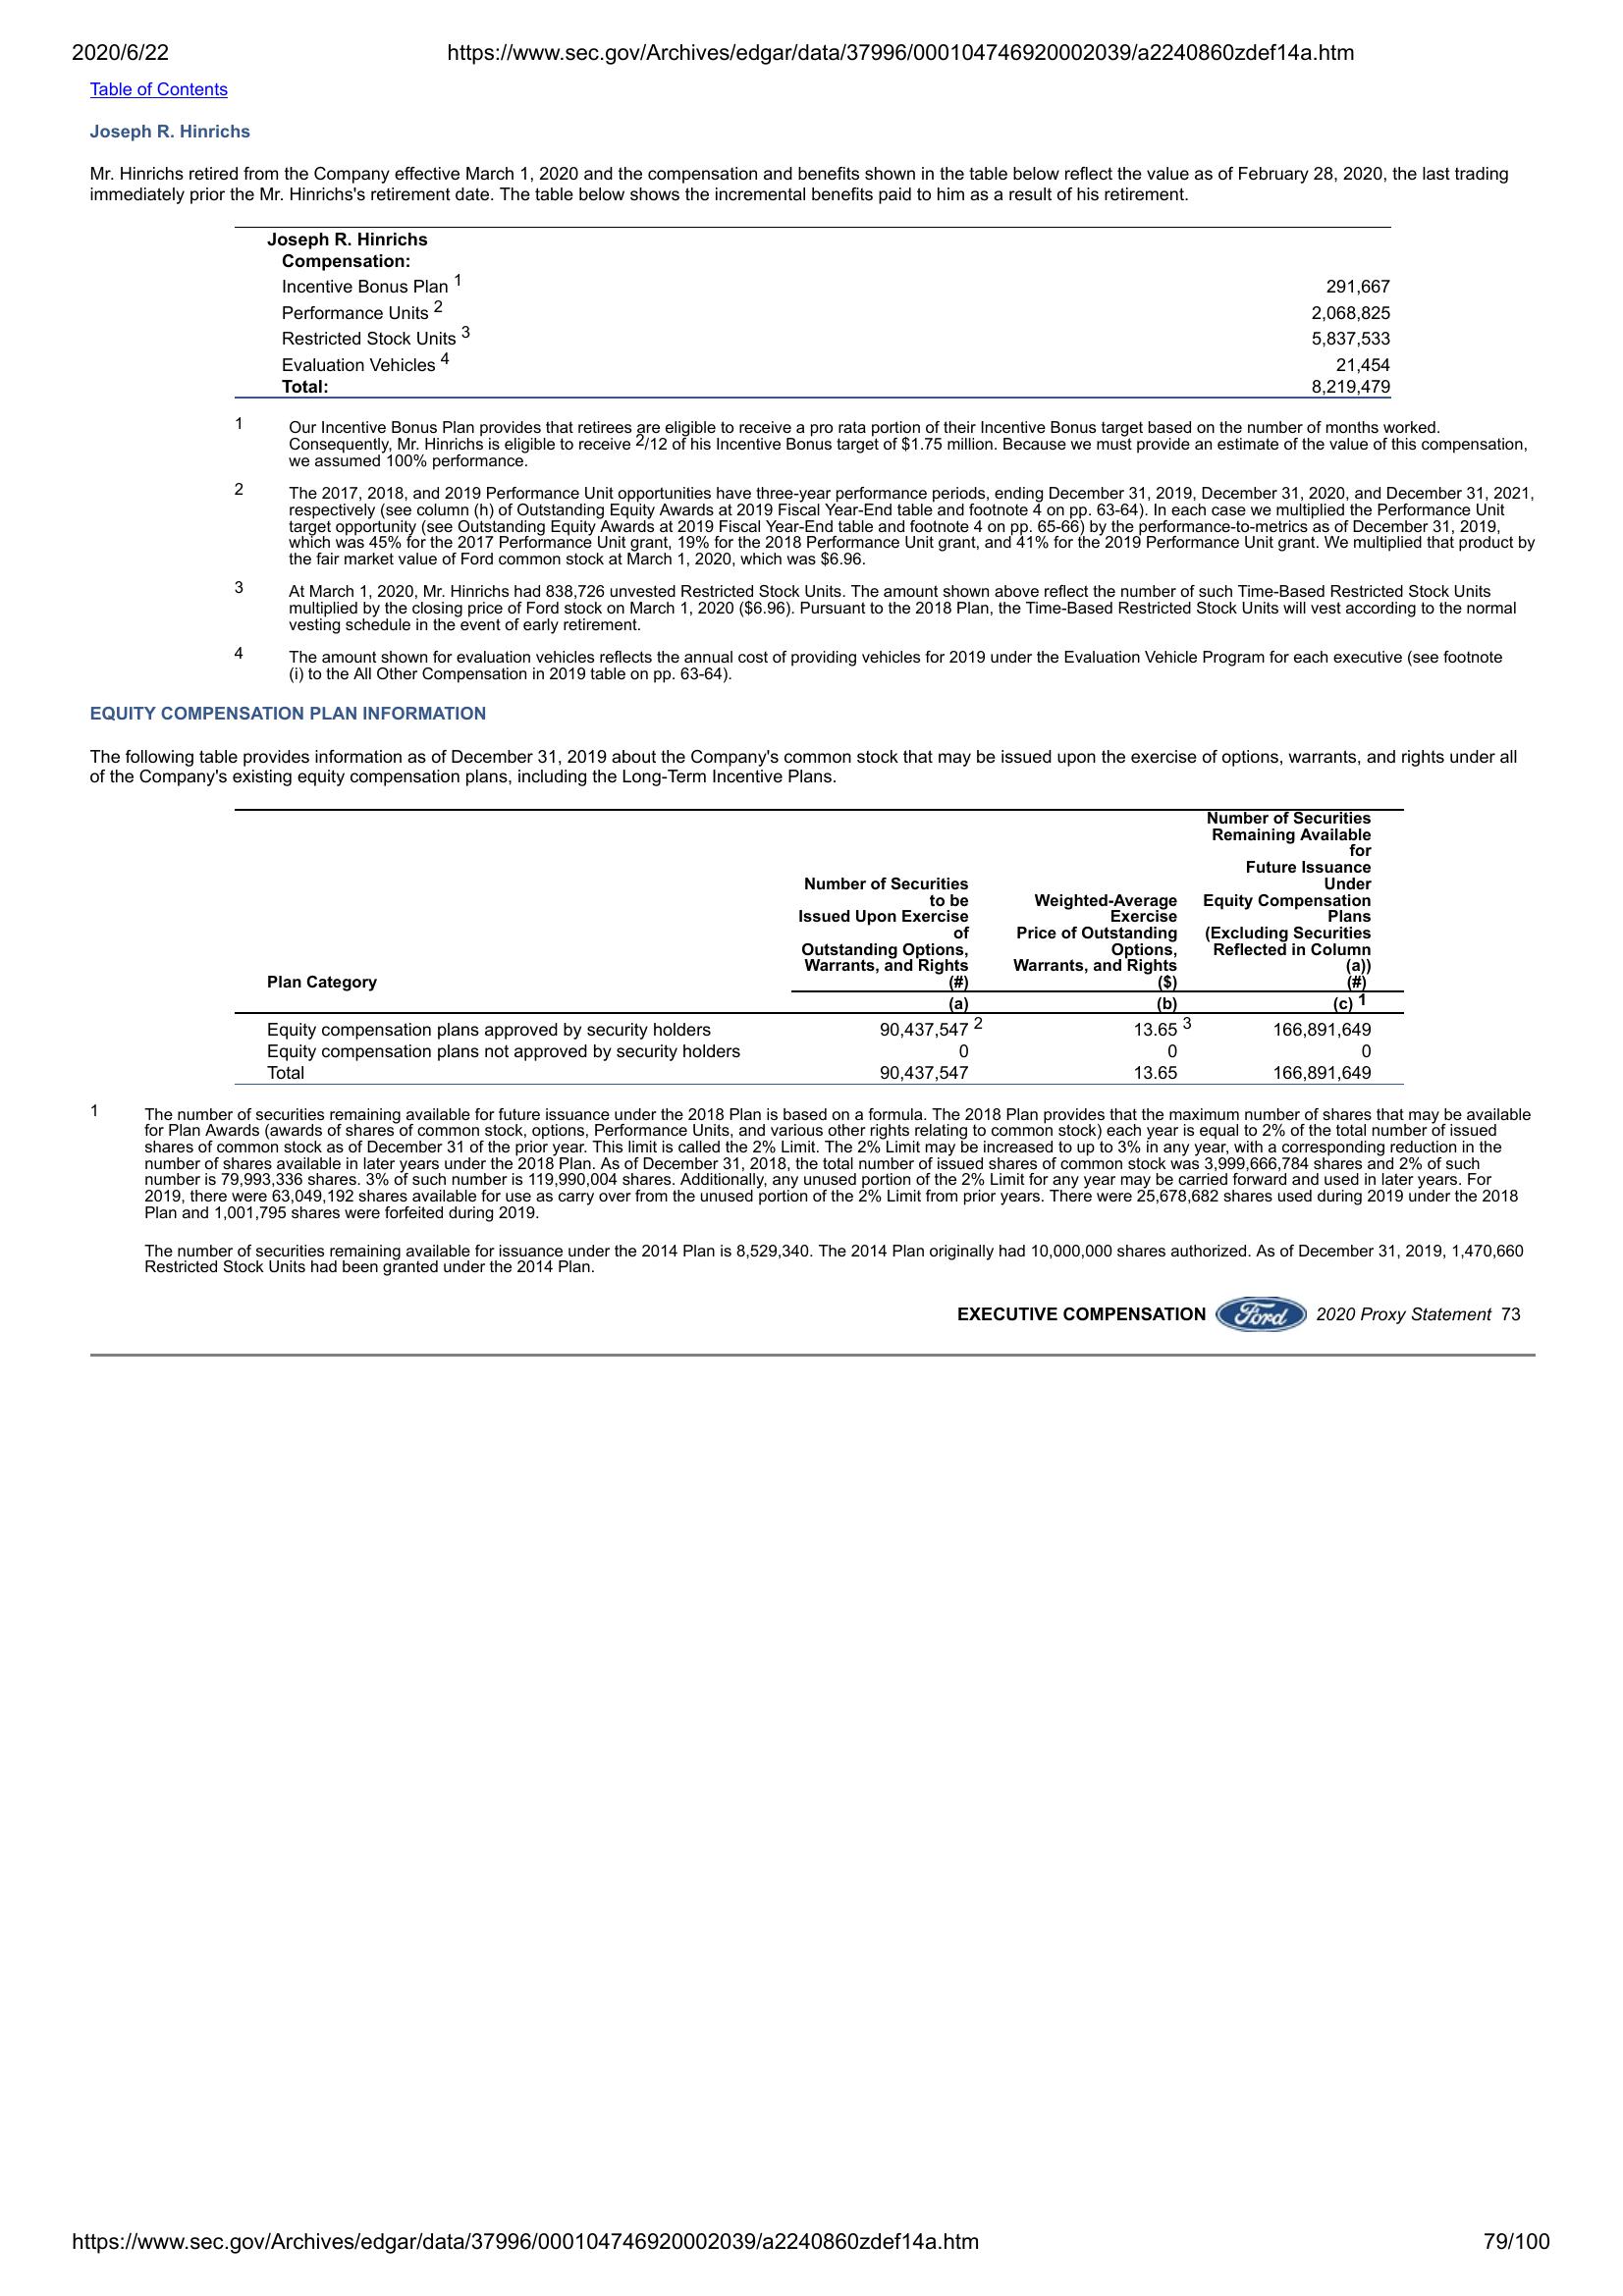 2020/6/22 https://www.sec.gov/Archives/edgar/data/37996/000104746920002039/a2240860zdef14a.htm
Table of Contents
Joseph R. Hinrichs
Mr. Hinrichs retired from the Company effective March 1, 2020 and the compensation and benefits shown in the table below reflect the value as of February 28, 2020, the last trading
immediately prior the Mr. Hinrichs's retirement date. The table below shows the incremental benefits paid to him as a result of his retirement.
Joseph R. Hinrichs
Compensation:
Incentive Bonus Plan 1 291,667
Performance Units 2 2,068,825
Restricted Stock Units 3 5,837,533
Evaluation Vehicles 4 21,454
Total: 8,219,479
1 Our Incentive Bonus Plan provides that retirees are eligible to receive a pro rata portion of their Incentive Bonus target based on the number of months worked.
Consequently, Mr. Hinrichs is eligible to receive 2/12 of his Incentive Bonus target of $1.75 million. Because we must provide an estimate of the value of this compensation,
we assumed 100% performance.
2 The 2017, 2018, and 2019 Performance Unit opportunities have three-year performance periods, ending December 31, 2019, December 31, 2020, and December 31, 2021,
respectively (see column (h) of Outstanding Equity Awards at 2019 Fiscal Year-End table and footnote 4 on pp. 63-64). In each case we multiplied the Performance Unit
target opportunity (see Outstanding Equity Awards at 2019 Fiscal Year-End table and footnote 4 on pp. 65-66) by the performance-to-metrics as of December 31, 2019,
which was 45% for the 2017 Performance Unit grant, 19% for the 2018 Performance Unit grant, and 41% for the 2019 Performance Unit grant. We multiplied that product by
the fair market value of Ford common stock at March 1, 2020, which was $6.96.
3 At March 1, 2020, Mr. Hinrichs had 838,726 unvested Restricted Stock Units. The amount shown above reflect the number of such Time-Based Restricted Stock Units
multiplied by the closing price of Ford stock on March 1, 2020 ($6.96). Pursuant to the 2018 Plan, the Time-Based Restricted Stock Units will vest according to the normal
vesting schedule in the event of early retirement.
4 The amount shown for evaluation vehicles reflects the annual cost of providing vehicles for 2019 under the Evaluation Vehicle Program for each executive (see footnote
(i) to the All Other Compensation in 2019 table on pp. 63-64).
EQUITY COMPENSATION PLAN INFORMATION
The following table provides information as of December 31, 2019 about the Company's common stock that may be issued upon the exercise of options, warrants, and rights under all
of the Company's existing equity compensation plans, including the Long-Term Incentive Plans.
Number of Securities
Remaining Available
for
Future Issuance
Number of Securities Under
to be Weighted-Average Equity Compensation
Issued Upon Exercise Exercise Plans
of Price of Outstanding (Excluding Securities
Outstanding Options, Options, Reflected in Column
Warrants, and Rights Warrants, and Rights (a))
Plan Category (#) ($) (#)
(a) (b) (c) 1
Equity compensation plans approved by security holders 90,437,547 2 13.65 3 166,891,649
Equity compensation plans not approved by security holders 0 0 0
Total 90,437,547 13.65 166,891,649
1 The number of securities remaining available for future issuance under the 2018 Plan is based on a formula. The 2018 Plan provides that the maximum number of shares that may be available
for Plan Awards (awards of shares of common stock, options, Performance Units, and various other rights relating to common stock) each year is equal to 2% of the total number of issued
shares of common stock as of December 31 of the prior year. This limit is called the 2% Limit. The 2% Limit may be increased to up to 3% in any year, with a corresponding reduction in the
number of shares available in later years under the 2018 Plan. As of December 31, 2018, the total number of issued shares of common stock was 3,999,666,784 shares and 2% of such
number is 79,993,336 shares. 3% of such number is 119,990,004 shares. Additionally, any unused portion of the 2% Limit for any year may be carried forward and used in later years. For
2019, there were 63,049,192 shares available for use as carry over from the unused portion of the 2% Limit from prior years. There were 25,678,682 shares used during 2019 under the 2018
Plan and 1,001,795 shares were forfeited during 2019.
The number of securities remaining available for issuance under the 2014 Plan is 8,529,340. The 2014 Plan originally had 10,000,000 shares authorized. As of December 31, 2019, 1,470,660
Restricted Stock Units had been granted under the 2014 Plan.
EXECUTIVE COMPENSATION Ford 2020 Proxy Statement 73
https://www.sec.gov/Archives/edgar/data/37996/000104746920002039/a2240860zdef14a.htm 79/100